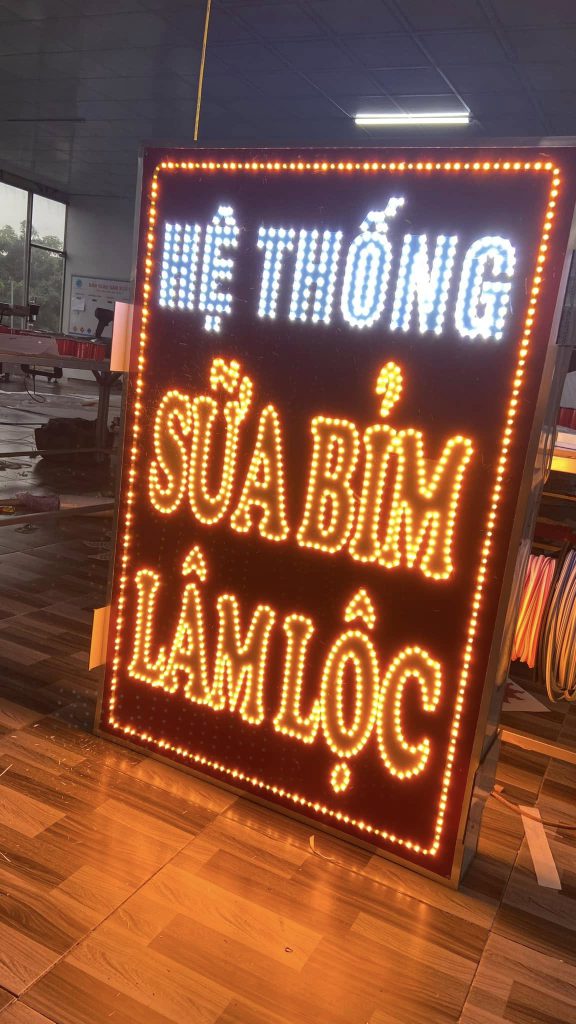 HỆ THỐNG
SỮA BỈM
LÂM LỘC